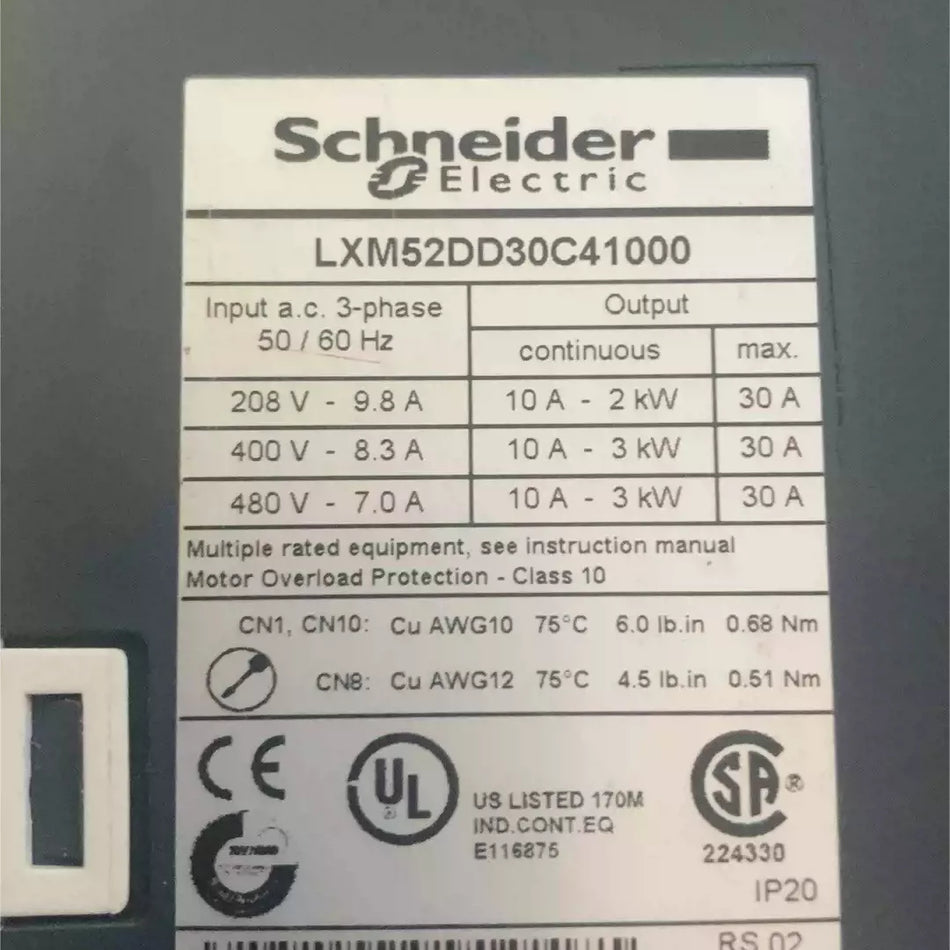 Schneider
Electric
LXM52DD30C41000
Input a.c. 3-phase
50 / 60 Hz
Output
continuous
max.
208 V - 9.8 A 10 A - 2 kW 30 A
400 V - 8.3 A 10 A - 3 kW 30 A
480 V - 7.0 A 10 A - 3 kW 30 A
Multiple rated equipment, see instruction manual
Motor Overload Protection - Class 10
CN1, CN10: Cu AWG10 75°C 6.0 lb.in 0.68 Nm
CN8: Cu AWG12 75°C 4.5 lb.in 0.51 Nm
CE
UL
®
US LISTED 170M
IND.CONT.EQ
E116875
SA ®
224330
IP20
RS 02